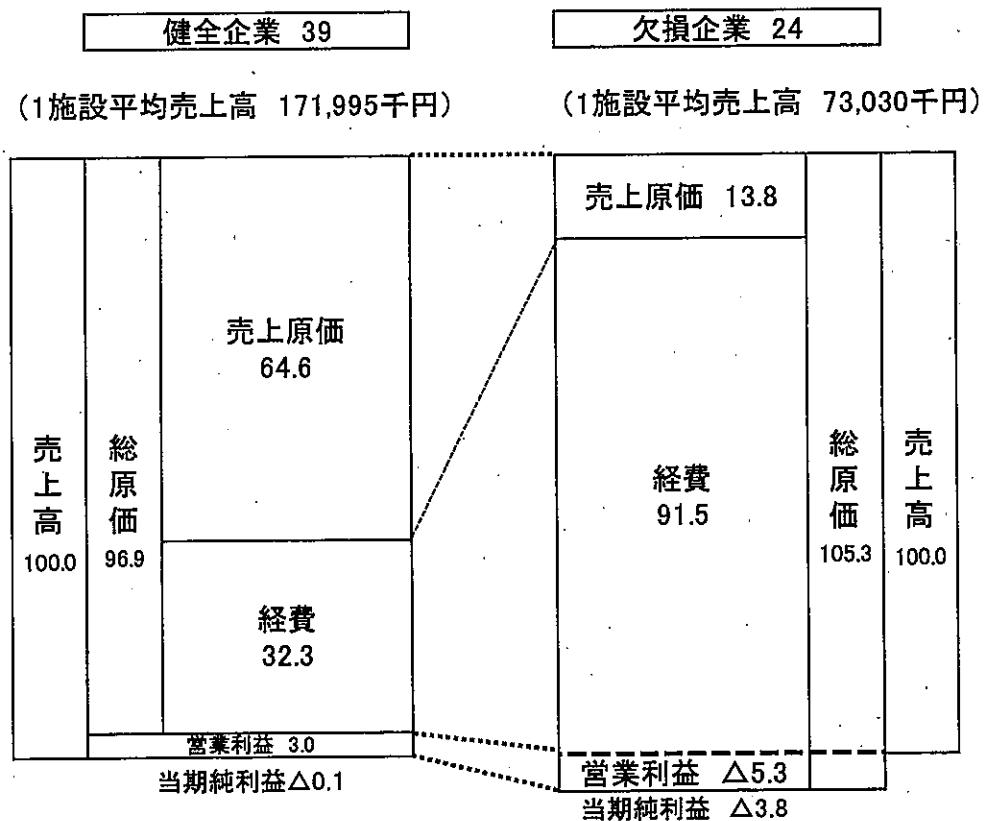 健全企業 39
(1施設平均売上高 171,995千円)
売上高
100.0
総原価
96.9
売上原価
64.6
経費
32.3
営業利益 3.0
当期純利益△0.1
欠損企業 24
(1施設平均売上高 73,030千円)
売上原価 13.8
経費
91.5
総原価
105.3
売上高
100.0
営業利益 △5.3
当期純利益 △3.8